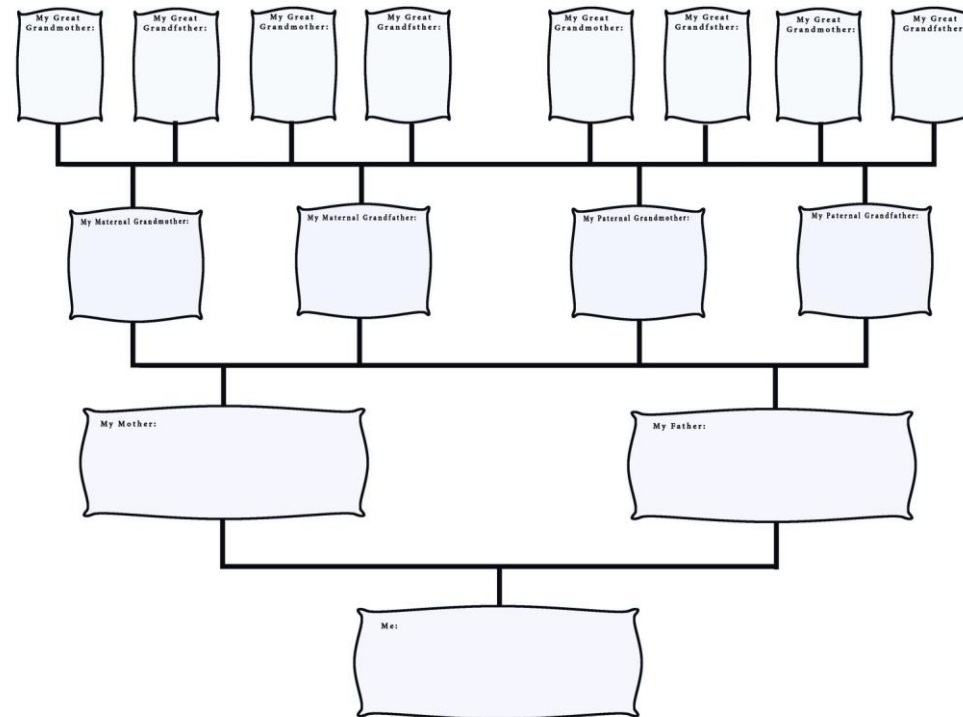 My Great
Grandmother:
My Great
Grandfsther:
My Great
Grandmother:
My Great
Grandfsther:
My Great
Grandmother:
My Great
Grandfsther:
My Great
Grandmother:
My Great
Grandfsther
My Maternal Grandmother:
My Maternal Grandfather:
My Paternal Grandmother:
My Paternal Grandfather:
My Mother:
My Father:
Me: